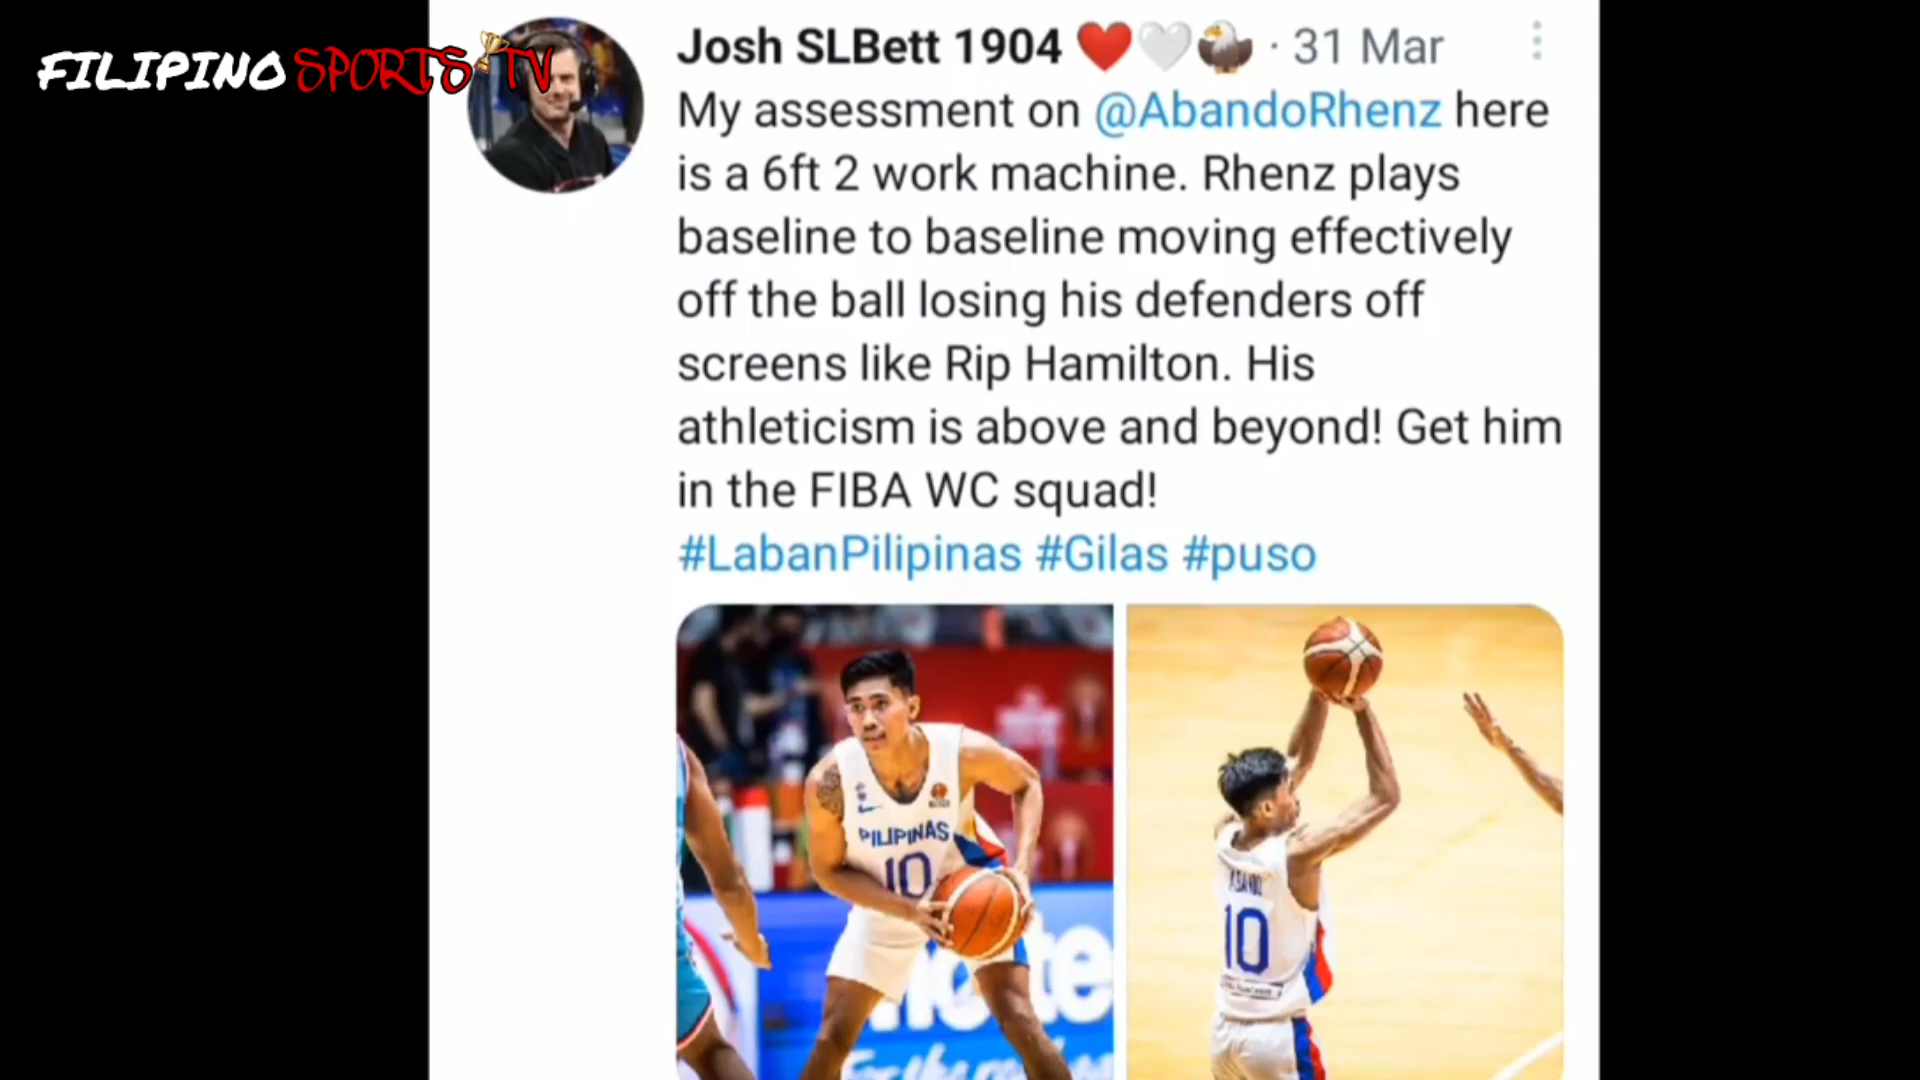 FILIPINO SPORTS TV
Josh SLBett 1904 ❤️🤍🦅 · 31 Mar
My assessment on @AbandoRhenz here
is a 6ft 2 work machine. Rhenz plays
baseline to baseline moving effectively
off the ball losing his defenders off
screens like Rip Hamilton. His
athleticism is above and beyond! Get him
in the FIBA WC squad!
#LabanPilipinas #Gilas #puso
PILIPINAS
10
ABANDO
10